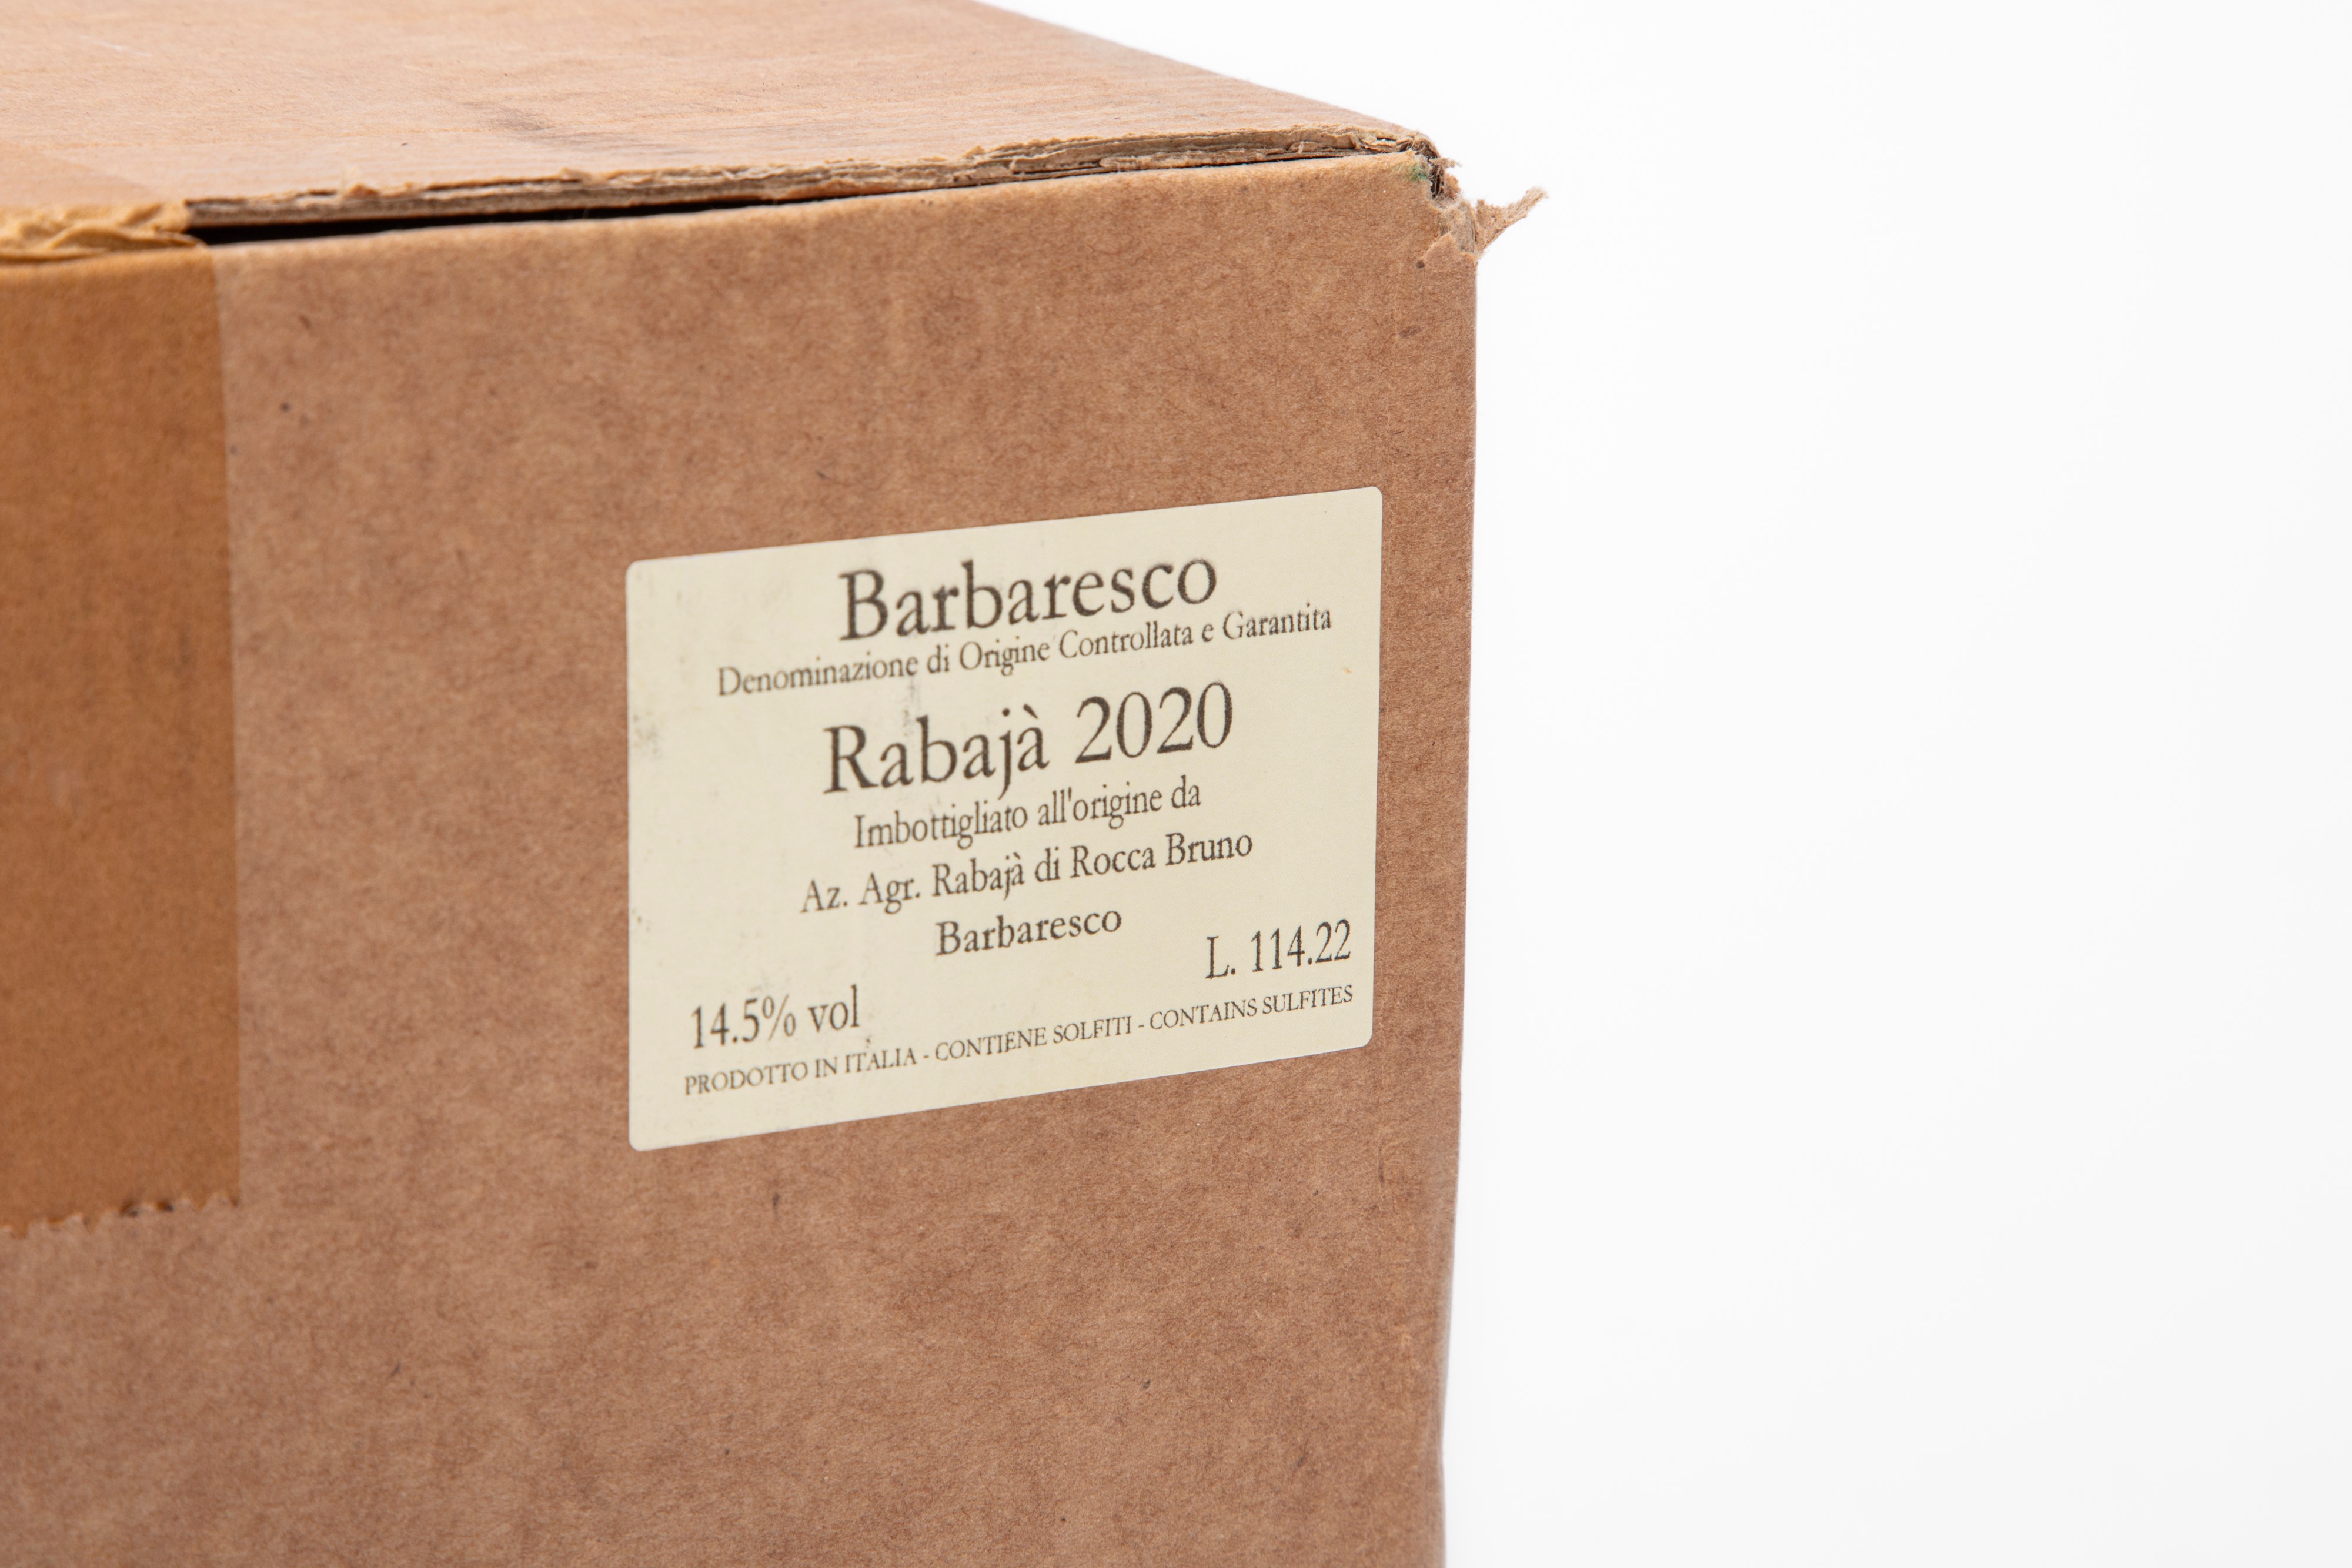 Barbaresco
Denominazione di Origine Controllata e Garantita
Rabajà 2020
Imbottigliato all'origine da
Az. Agr. Rabajà di Rocca Bruno
Barbaresco
L. 114.22
14.5% vol
PRODOTTO IN ITALIA - CONTIENE SOLFITI - CONTAINS SULFITES